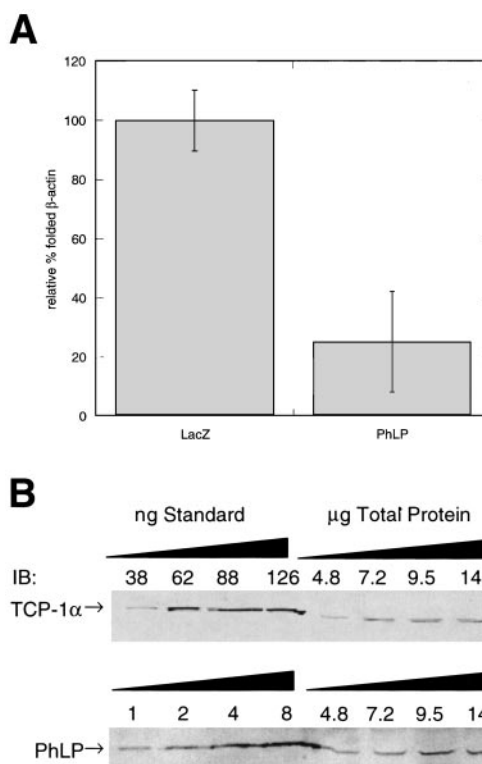 A
120
100
80
60
40
20
0
relative % folded β-actin
LacZ PhLP
B
ng Standard μg Total Protein
IB: 38 62 88 126 4.8 7.2 9.5 14
TCP-1α→
1 2 4 8 4.8 7.2 9.5 14
PhLP→